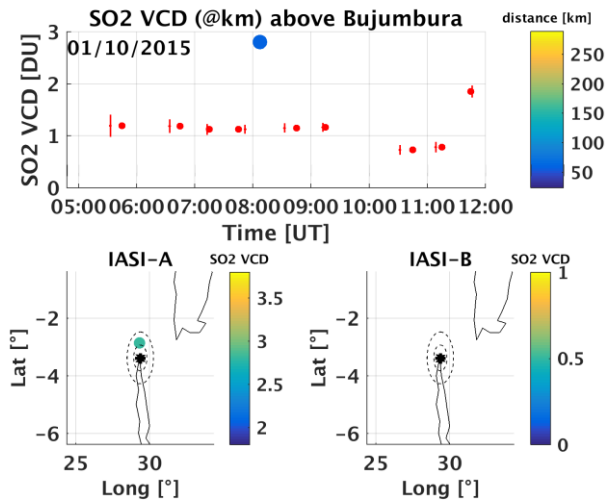 SO2 VCD (@km) above Bujumbura
distance [km]
01/10/2015
SO2 VCD [DU]
3
2
1
0
250
200
150
100
50
05:00 06:00 07:00 08:00 09:00 10:00 11:00 12:00
Time [UT]
IASI-A
SO2 VCD
Lat [°]
-2
-4
-6
25 30
Long [°]
3.5
3
2.5
2
IASI-B
SO2 VCD
Lat [°]
-2
-4
-6
25 30
Long [°]
1
0.5
0